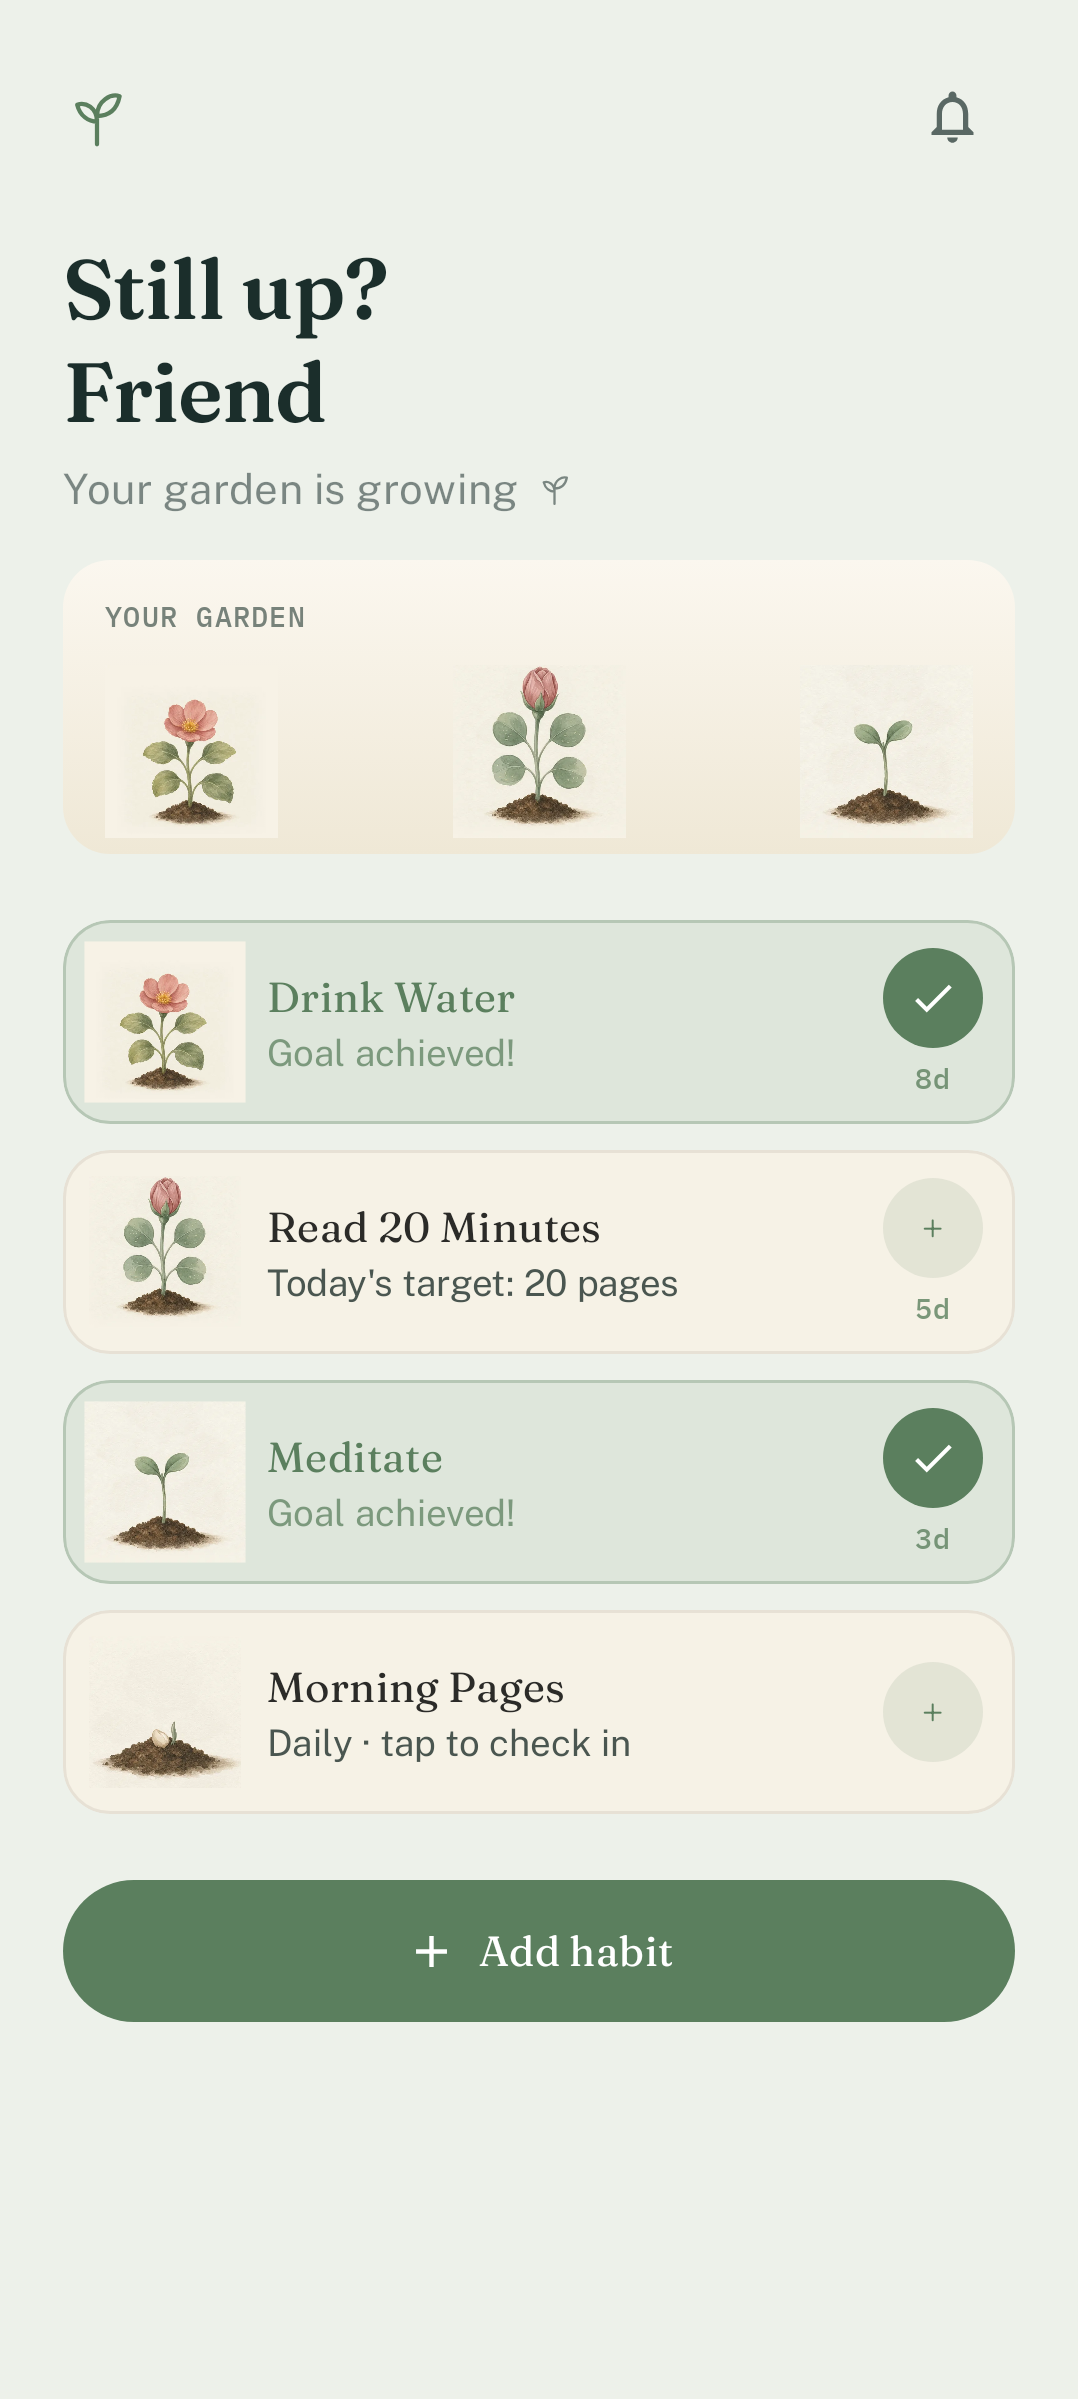 Still up?
Friend
Your garden is growing
YOUR GARDEN
Drink Water
Goal achieved!
8d
Read 20 Minutes
Today's target: 20 pages
+
5d
Meditate
Goal achieved!
3d
Morning Pages
Daily · tap to check in
+
+ Add habit